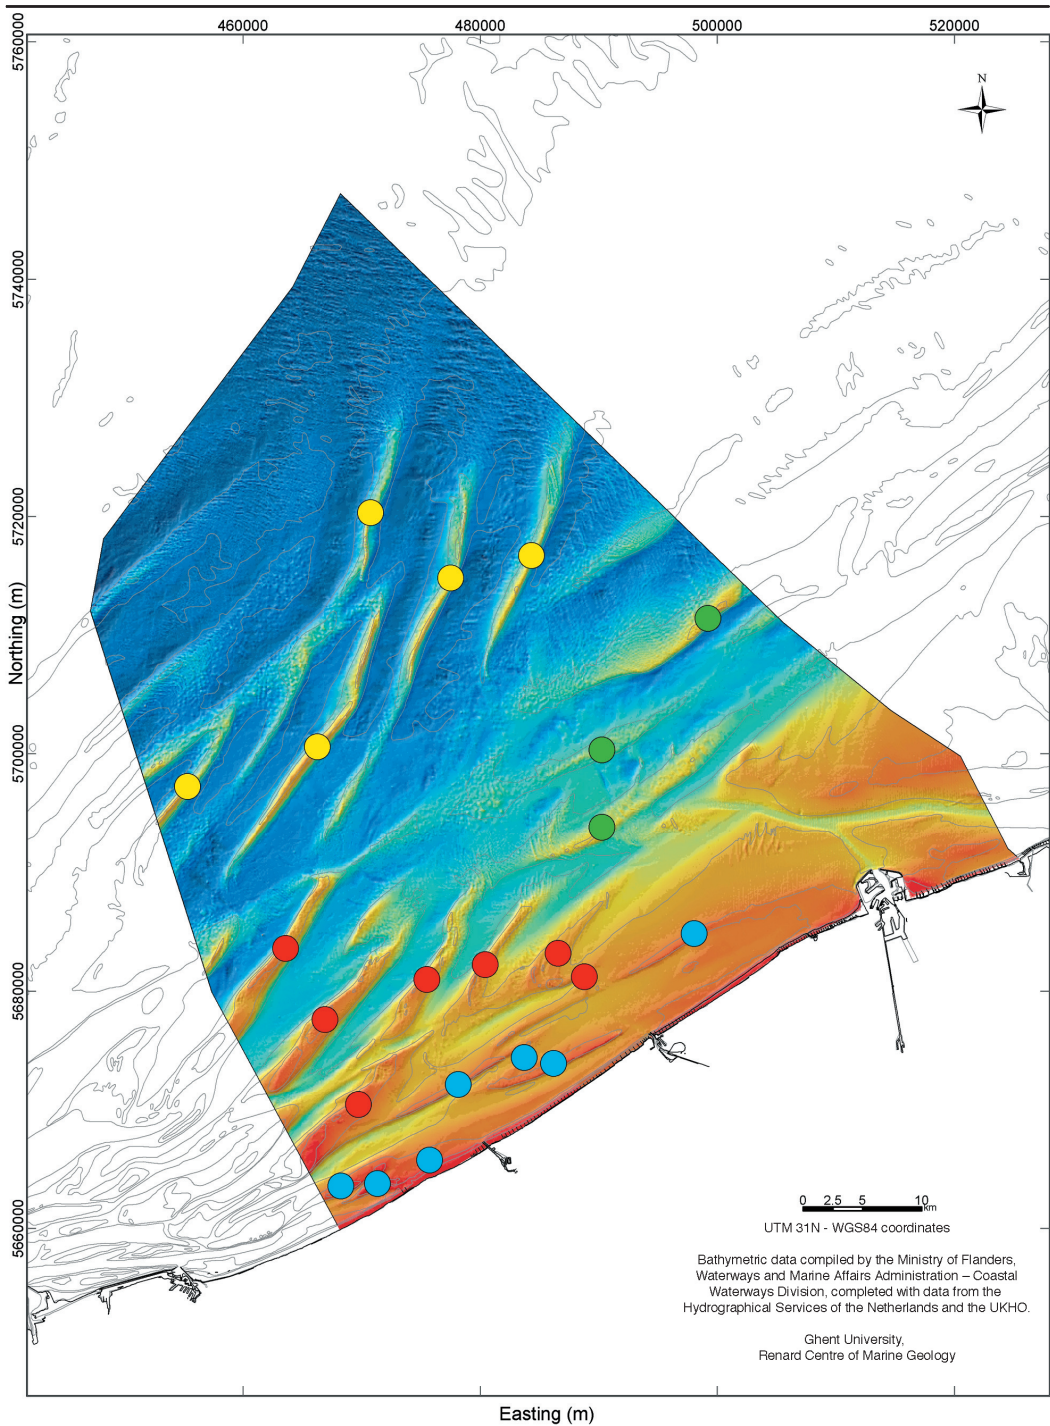 460000 480000 500000 520000
5760000
N
5740000
5720000
Northing (m)
5700000
5680000
5660000
0 2.5 5 10
km
UTM 31N - WGS84 coordinates
Bathymetric data compiled by the Ministry of Flanders,
Waterways and Marine Affairs Administration – Coastal
Waterways Division, completed with data from the
Hydrographical Services of the Netherlands and the UKHO.
Ghent University,
Renard Centre of Marine Geology
Easting (m)